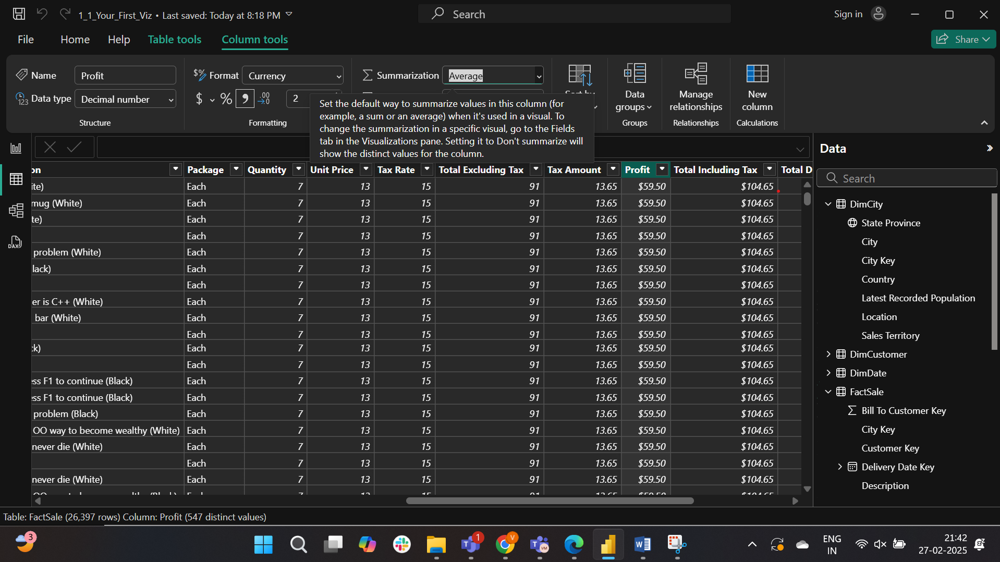 1_1_Your_First_Viz • Last saved: Today at 8:18 PM
Search
Sign in
File Home Help Table tools Column tools
Share
Name Profit
Data type Decimal number
Structure
$% Format Currency
$ % , .00 2
Formatting
Summarization Average
Data groups
Groups
Manage relationships
Relationships
New column
Calculations
Set the default way to summarize values in this column (for
example, a sum or an average) when it's used in a visual. To
change the summarization in a specific visual, go to the Fields
tab in the Visualizations pane. Setting it to Don't summarize will
show the distinct values for the column.
on Package Quantity Unit Price Tax Rate Total Excluding Tax Tax Amount Profit Total Including Tax Total D
ite) Each 7 13 15 91 13.65 $59.50 $104.65
mug (White) Each 7 13 15 91 13.65 $59.50 $104.65
te) Each 7 13 15 91 13.65 $59.50 $104.65
Each 7 13 15 91 13.65 $59.50 $104.65
problem (White) Each 7 13 15 91 13.65 $59.50 $104.65
lack) Each 7 13 15 91 13.65 $59.50 $104.65
Each 7 13 15 91 13.65 $59.50 $104.65
er is C++ (White) Each 7 13 15 91 13.65 $59.50 $104.65
bar (White) Each 7 13 15 91 13.65 $59.50 $104.65
Each 7 13 15 91 13.65 $59.50 $104.65
ck) Each 7 13 15 91 13.65 $59.50 $104.65
Each 7 13 15 91 13.65 $59.50 $104.65
ess F1 to continue (Black) Each 7 13 15 91 13.65 $59.50 $104.65
ess F1 to continue (Black) Each 7 13 15 91 13.65 $59.50 $104.65
problem (Black) Each 7 13 15 91 13.65 $59.50 $104.65
OO way to become wealthy (White) Each 7 13 15 91 13.65 $59.50 $104.65
never die (White) Each 7 13 15 91 13.65 $59.50 $104.65
Each 7 13 15 91 13.65 $59.50 $104.65
never die (White) Each 7 13 15 91 13.65 $59.50 $104.65
DAX
Data
Search
DimCity
State Province
City
City Key
Country
Latest Recorded Population
Location
Sales Territory
DimCustomer
DimDate
FactSale
Bill To Customer Key
City Key
Customer Key
Delivery Date Key
Description
Table: FactSale (26,397 rows) Column: Profit (547 distinct values)
3
1
V
VM
ENG
IN
21:42
27-02-2025